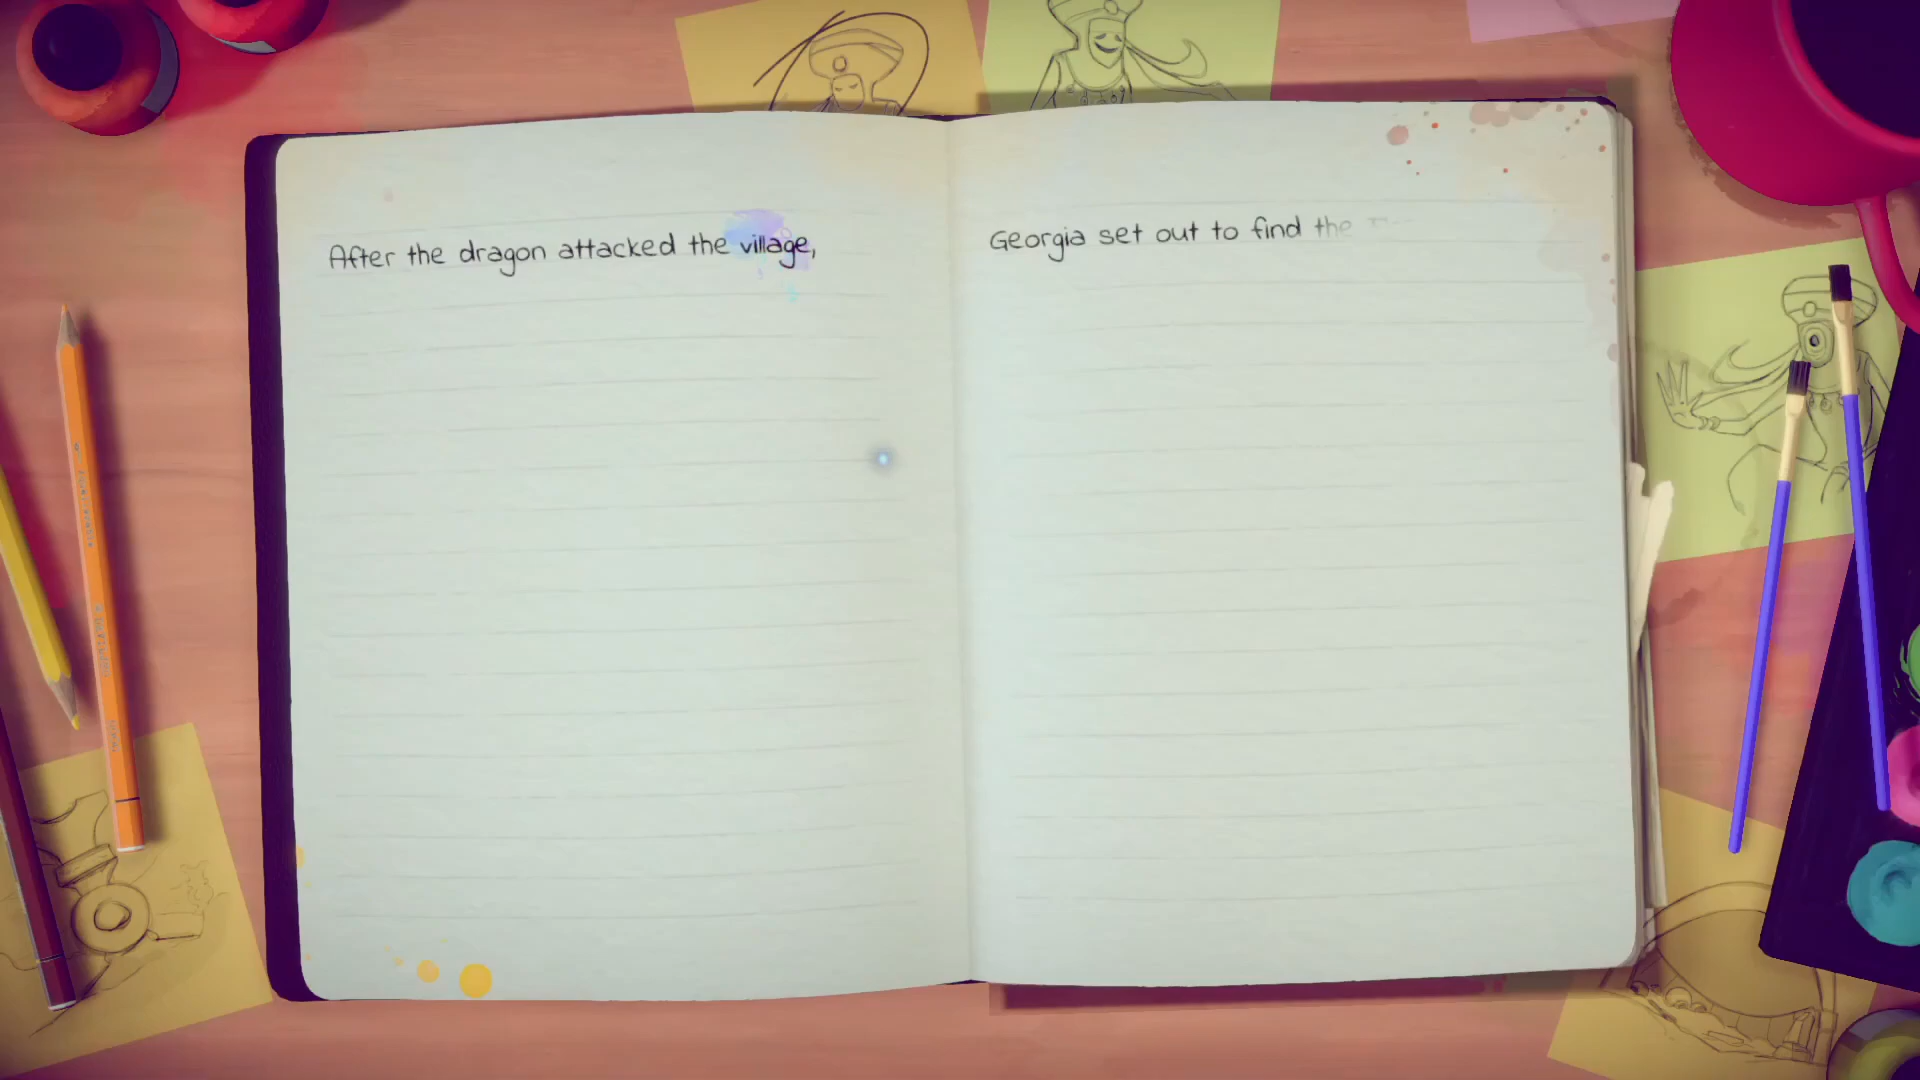 After the dragon attacked the village,
Georgia set out to find the